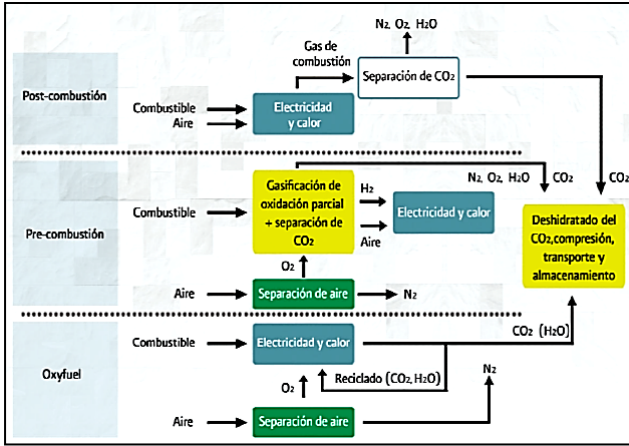 N₂, O₂, H₂O
Gas de
combustión
Separación de CO₂
Post-combustión
Combustible
Aire
Electricidad
y calor
CO₂
CO₂
N₂, O₂, H₂O
CO₂
Pre-combustión
Combustible
Gasificación de
oxidación parcial
+ separación de
CO₂
H₂
Aire
Electricidad y calor
Deshidratado del
CO₂,compresión,
transporte y
almacenamiento
O₂
Aire
Separación de aire
N₂
Oxyfuel
Combustible
Electricidad y calor
CO₂ (H₂O)
O₂
Reciclado (CO₂,H₂O)
N₂
Aire
Separación de aire